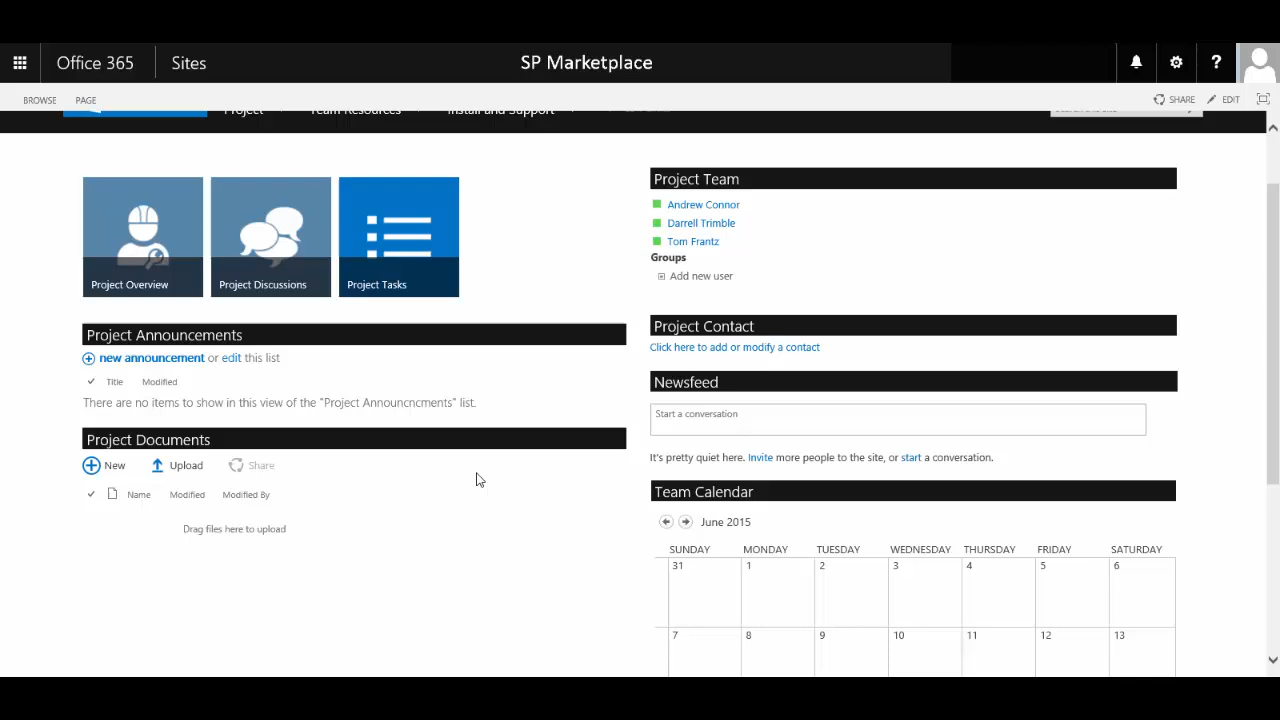 Office 365
Sites
SP Marketplace
?
BROWSE
PAGE
SHARE
EDIT
Project
Team Resources
Install and Support
Project Overview
Project Discussions
Project Tasks
Project Announcements
new announcement or edit this list
Title Modified
There are no items to show in this view of the "Project Announcncments" list.
Project Documents
New Upload Share
Name Modified Modified By
Drag files here to upload
Project Team
Andrew Connor
Darrell Trimble
Tom Frantz
Groups
Add new user
Project Contact
Click here to add or modify a contact
Newsfeed
Start a conversation
It's pretty quiet here. Invite more people to the site, or start a conversation.
Team Calendar
June 2015
SUNDAY MONDAY TUESDAY WEDNESDAY THURSDAY FRIDAY SATURDAY
31 1 2 3 4 5 6
7 8 9 10 11 12 13